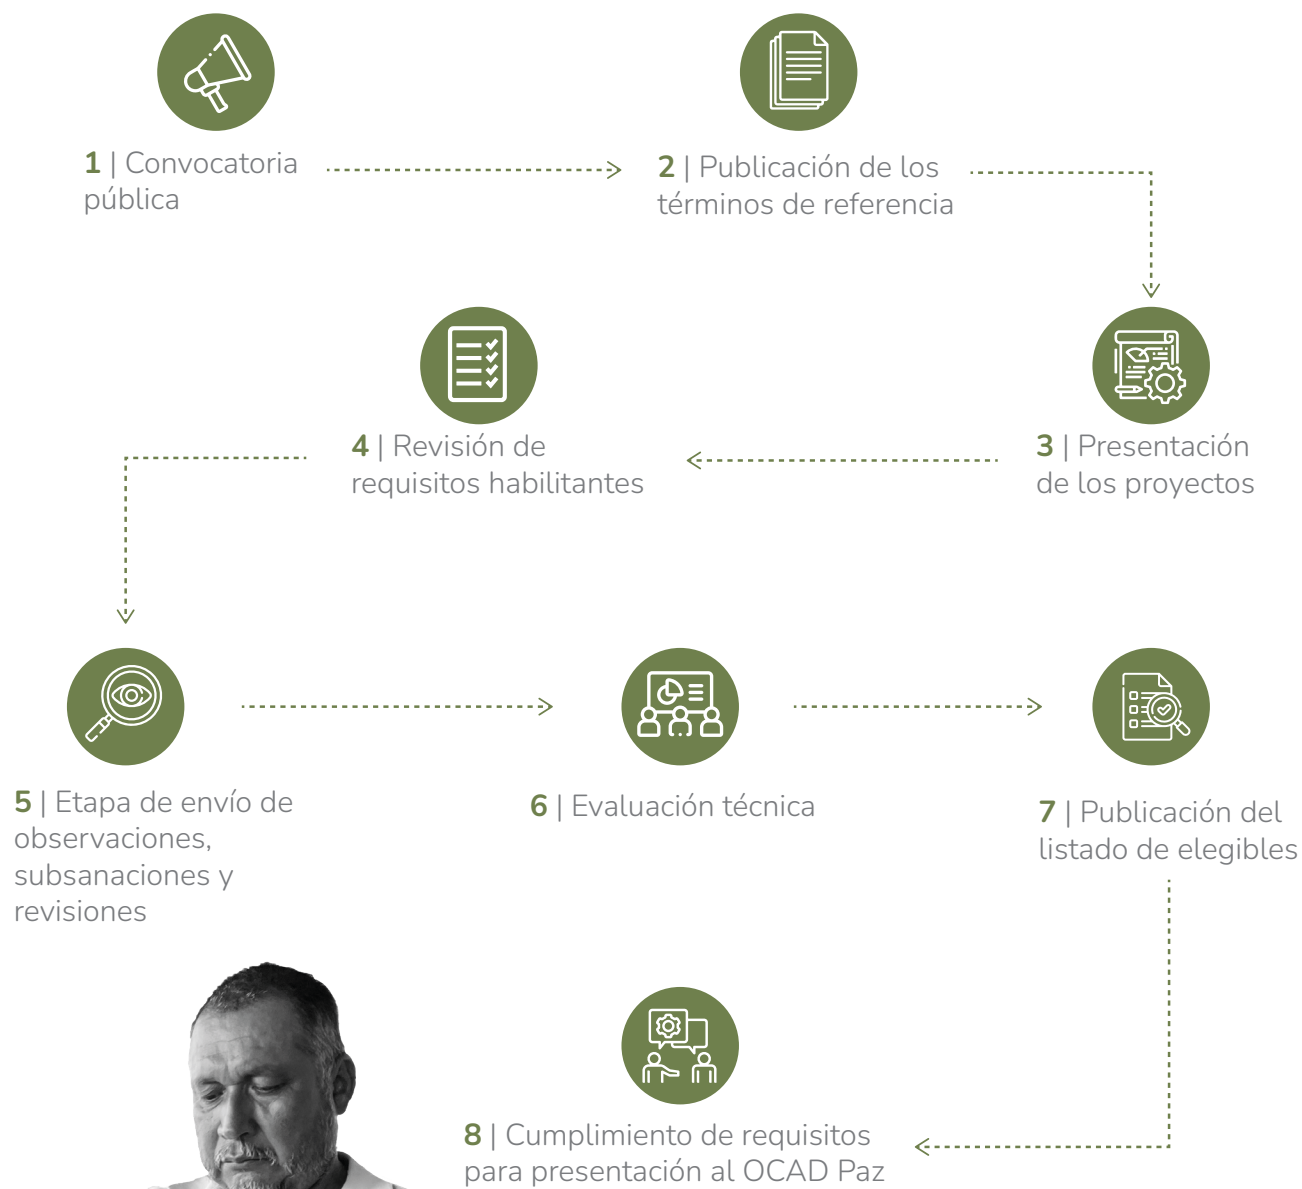 1 | Convocatoria
pública
2 | Publicación de los
términos de referencia
3 | Presentación
de los proyectos
4 | Revisión de
requisitos habilitantes
5 | Etapa de envío de
observaciones,
subsanaciones y
revisiones
6 | Evaluación técnica
7 | Publicación del
listado de elegibles
8 | Cumplimiento de requisitos
para presentación al OCAD Paz